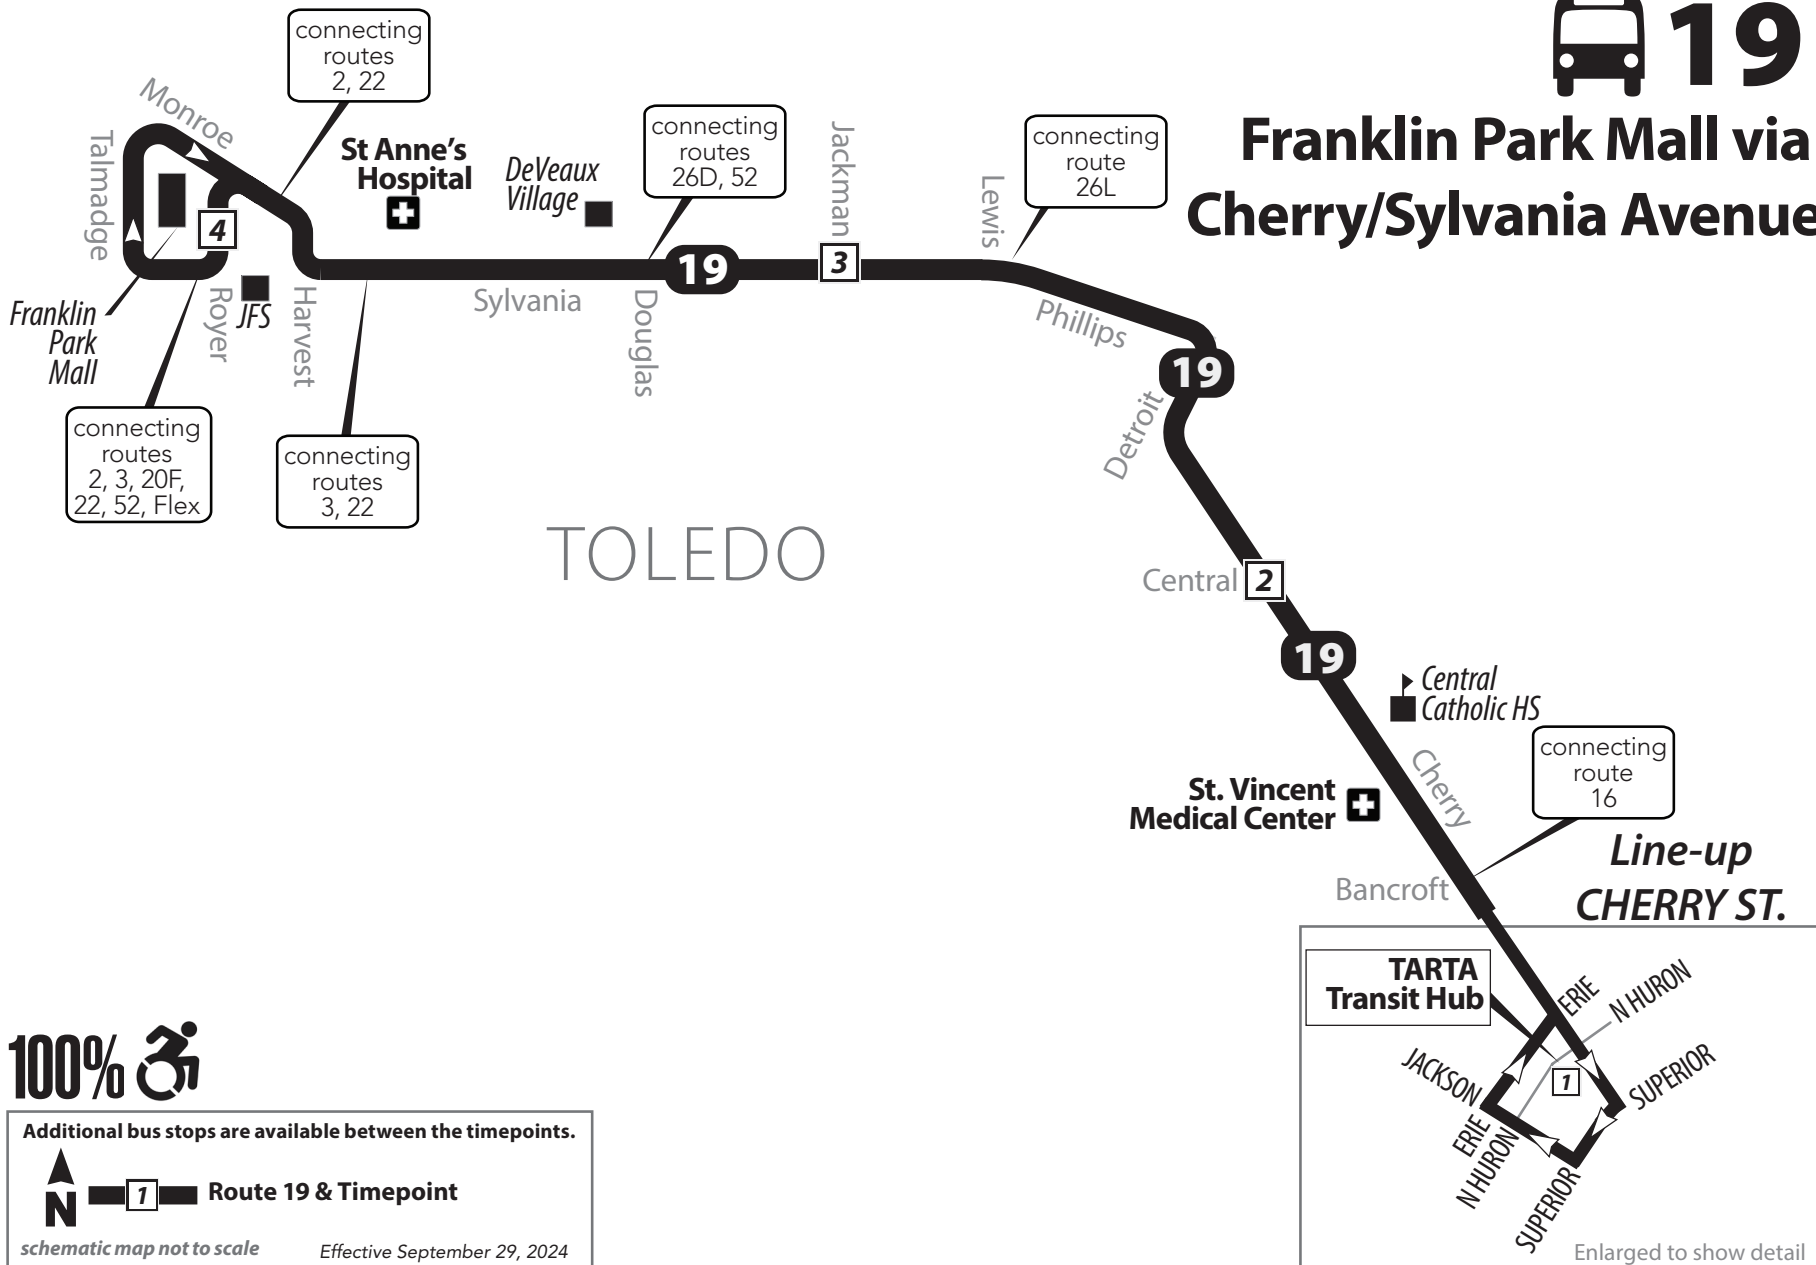 19
Franklin Park Mall via
Cherry/Sylvania Avenue
connecting
routes
2, 22
Monroe
Talmadge
4
St Anne's
Hospital
DeVeaux
Village
connecting
routes
26D, 52
Jackman
connecting
route
26L
Lewis
19
3
Franklin
Park
Mall
Royer
JFS
Harvest
Sylvania
Douglas
Phillips
19
Detroit
connecting
routes
2, 3, 20F,
22, 52, Flex
connecting
routes
3, 22
TOLEDO
Central
2
19
Central
Catholic HS
Cherry
connecting
route
16
St. Vincent
Medical Center
Bancroft
Line-up
CHERRY ST.
TARTA
Transit Hub
ERIE
N HURON
JACKSON
1
SUPERIOR
ERIE
N HURON
SUPERIOR
Enlarged to show detail
100%
Additional bus stops are available between the timepoints.
N
1
Route 19 & Timepoint
schematic map not to scale
Effective September 29, 2024